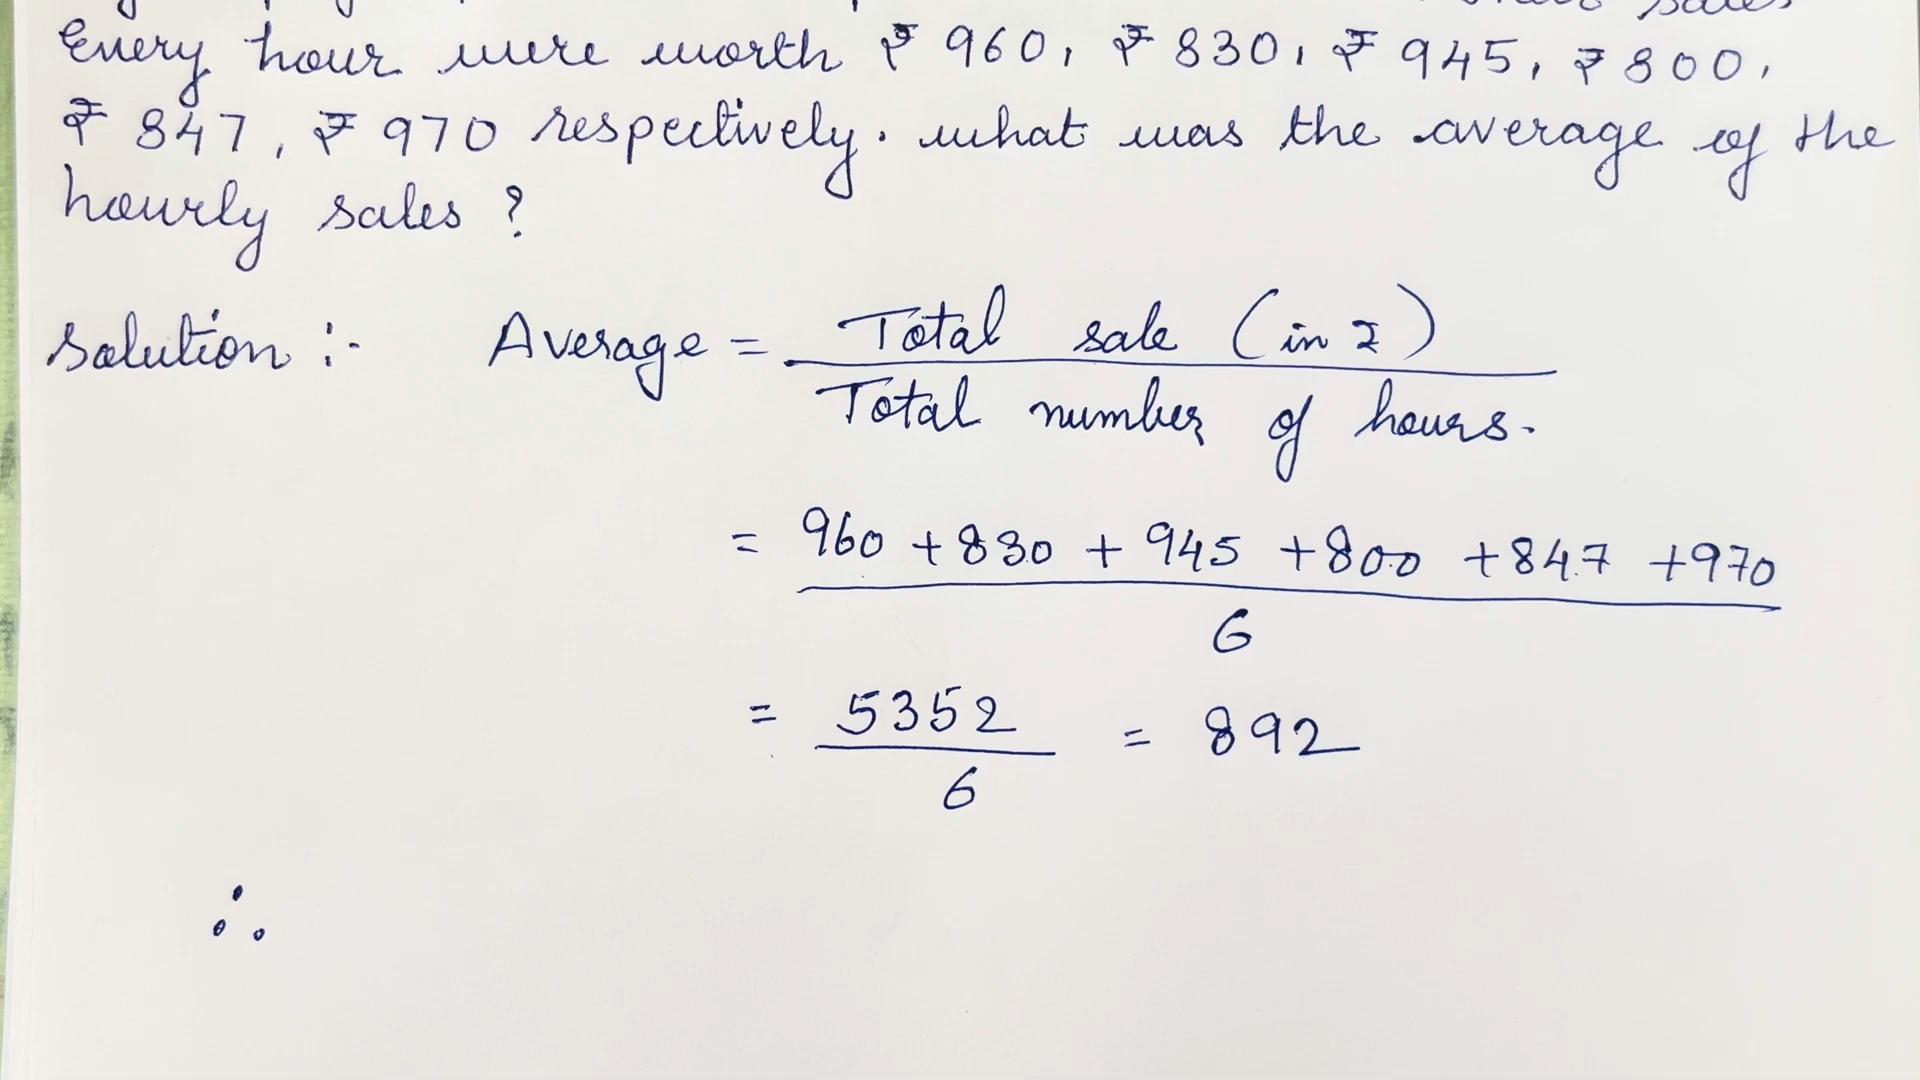 sales
Every hour were worth ₹ 960, ₹ 830, ₹ 945, ₹ 800,
₹ 847, ₹ 970 respectively. what was the average of the
hourly sales ?
Solution :- Average = Total sale (in ₹)
Total number of hours.
= 960 + 830 + 945 + 800 + 847 + 970
6
= 5352 = 892
6
∴